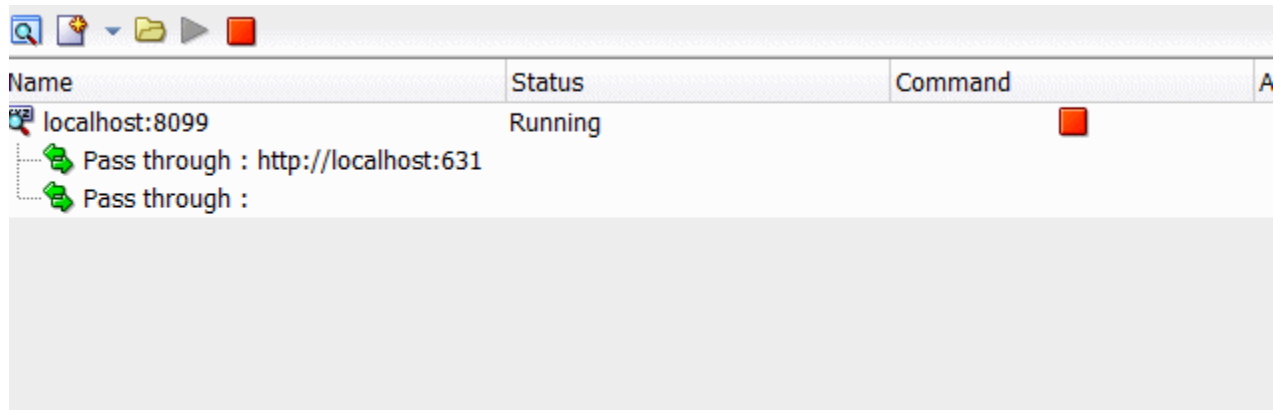 Name Status Command A
localhost:8099 Running
Pass through : http://localhost:631
Pass through :